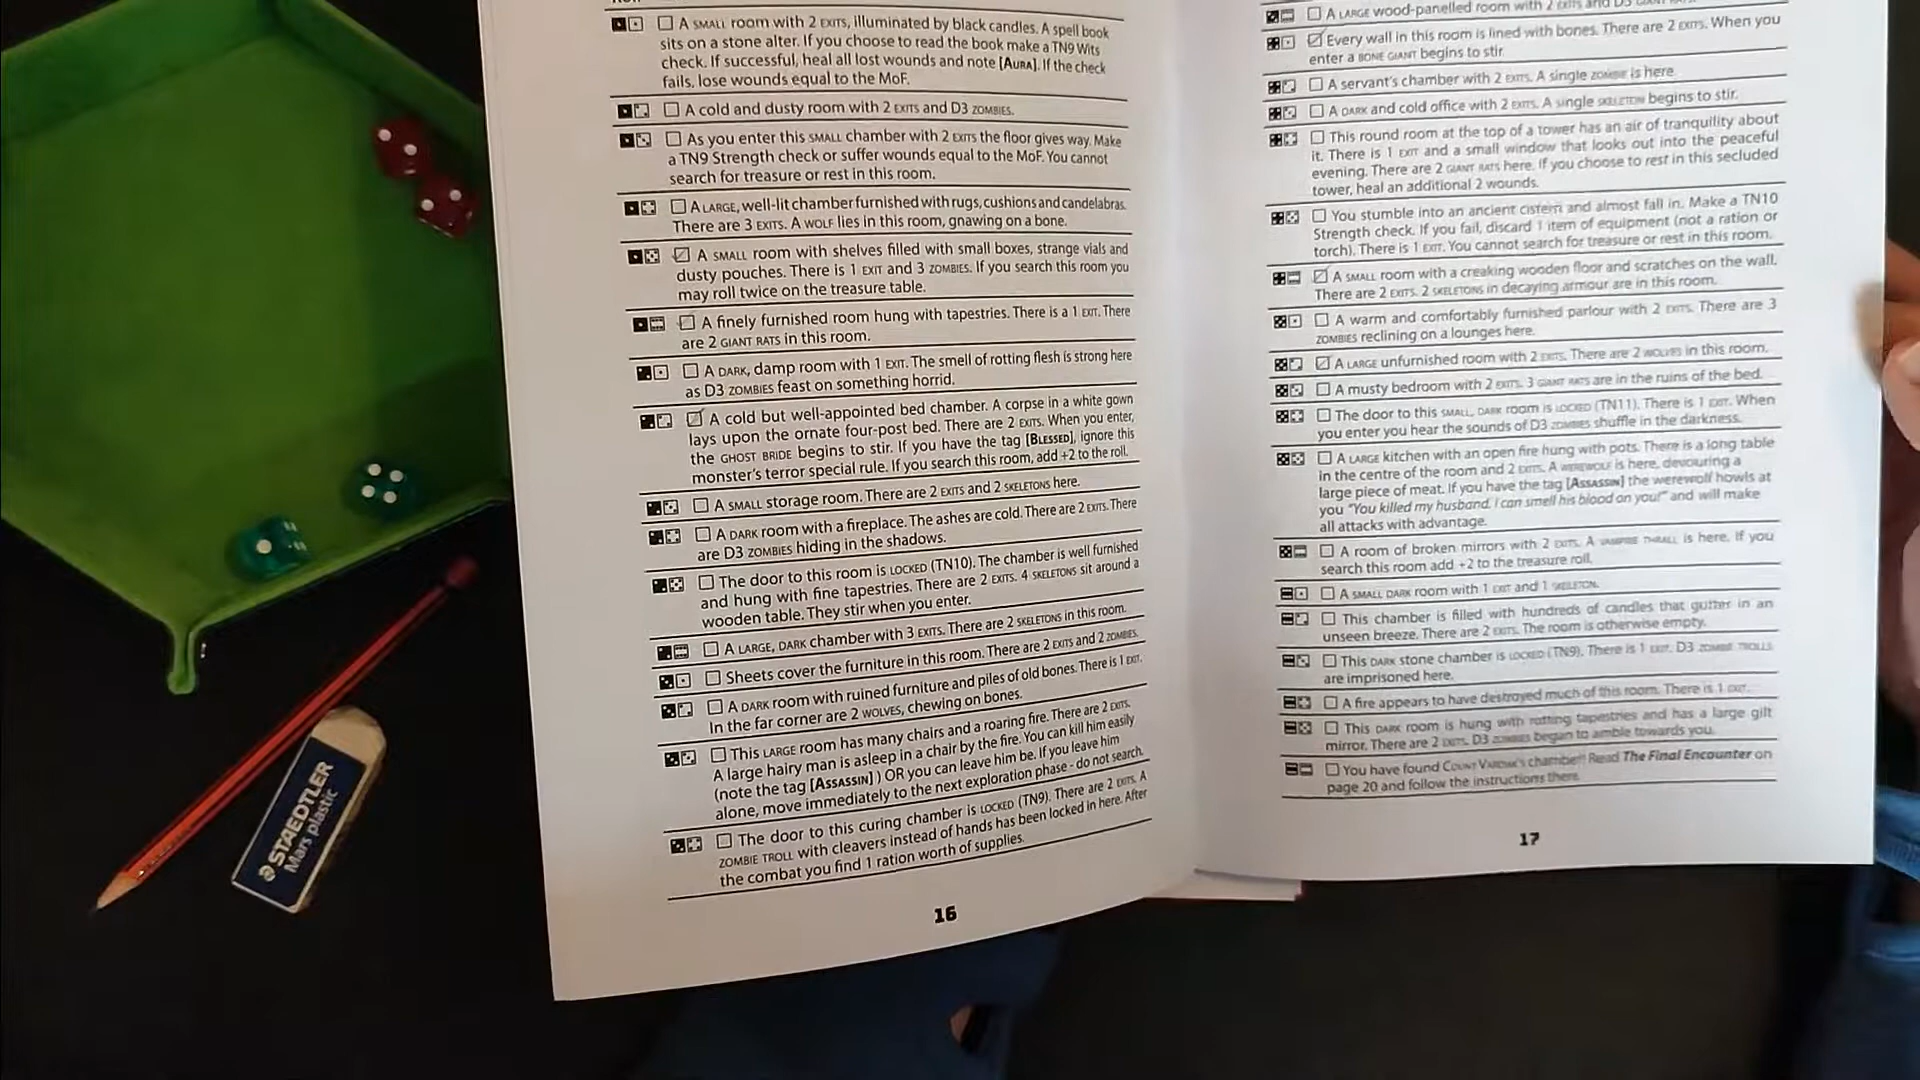 A SMALL room with 2 EXITS, illuminated by black candles. A spell book
sits on a stone alter. If you choose to read the book make a TN9 Wits
check. If successful, heal all lost wounds and note [AURA]. If the check
fails, lose wounds equal to the MoF.
A cold and dusty room with 2 EXITS and D3 ZOMBIES.
As you enter this SMALL chamber with 2 EXITS the floor gives way. Make
a TN9 Strength check or suffer wounds equal to the MoF. You cannot
search for treasure or rest in this room.
A LARGE, well-lit chamber furnished with rugs, cushions and candelabras.
There are 3 EXITS. A WOLF lies in this room, gnawing on a bone.
A SMALL room with shelves filled with small boxes, strange vials and
dusty pouches. There is 1 EXIT and 3 ZOMBIES. If you search this room you
may roll twice on the treasure table.
A finely furnished room hung with tapestries. There is a 1 EXIT. There
are 2 GIANT RATS in this room.
A DARK, damp room with 1 EXIT. The smell of rotting flesh is strong here
as D3 ZOMBIES feast on something horrid.
A cold but well-appointed bed chamber. A corpse in a white gown
lays upon the ornate four-post bed. There are 2 EXITS. When you enter,
the GHOST BRIDE begins to stir. If you have the tag [BLESSED], ignore this
monster's terror special rule. If you search this room, add +2 to the roll.
A SMALL storage room. There are 2 EXITS and 2 SKELETONS here.
A DARK room with a fireplace. The ashes are cold. There are 2 EXITS. There
are D3 ZOMBIES hiding in the shadows.
The door to this room is LOCKED (TN10). The chamber is well furnished
and hung with fine tapestries. There are 2 EXITS. 4 SKELETONS sit around a
wooden table. They stir when you enter.
A LARGE, DARK chamber with 3 EXITS. There are 2 SKELETONS in this room.
Sheets cover the furniture in this room. There are 2 EXITS and 2 ZOMBIES.
A DARK room with ruined furniture and piles of old bones. There is 1 EXIT.
In the far corner are 2 WOLVES, chewing on bones.
This LARGE room has many chairs and a roaring fire. There are 2 EXITS.
A large hairy man is asleep in a chair by the fire. You can kill him easily
(note the tag [ASSASSIN] ) OR you can leave him be. If you leave him
alone, move immediately to the next exploration phase - do not search.
The door to this curing chamber is LOCKED (TN9). There are 2 EXITS. A
ZOMBIE TROLL with cleavers instead of hands has been locked in here. After
the combat you find 1 ration worth of supplies.
16
A LARGE wood-panelled room with 2 EXITS and D3 GIANT RATS.
Every wall in this room is lined with bones. There are 2 EXITS. When you
enter a BONE GIANT begins to stir.
A servant's chamber with 2 EXITS. A single ZOMBIE is here.
A DARK and cold office with 2 EXITS. A single SKELETON begins to stir.
This round room at the top of a tower has an air of tranquility about
it. There is 1 EXIT and a small window that looks out into the peaceful
evening. There are 2 GIANT RATS here. If you choose to rest in this secluded
tower, heal an additional 2 wounds.
You stumble into an ancient cistern and almost fall in. Make a TN10
Strength check. If you fail, discard 1 item of equipment (not a ration or
torch). There is 1 EXIT. You cannot search for treasure or rest in this room.
A SMALL room with a creaking wooden floor and scratches on the wall.
There are 2 EXITS. 2 SKELETONS in decaying armour are in this room.
A warm and comfortably furnished parlour with 2 EXITS. There are 3
ZOMBIES reclining on a lounges here.
A LARGE unfurnished room with 2 EXITS. There are 2 WOLVES in this room.
A musty bedroom with 2 EXITS. 3 GIANT RATS are in the ruins of the bed.
The door to this SMALL, DARK room is LOCKED (TN11). There is 1 EXIT. When
you enter you hear the sounds of D3 ZOMBIES shuffle in the darkness.
A LARGE kitchen with an open fire hung with pots. There is a long table
in the centre of the room and 2 EXITS. A WEREWOLF is here, devouring a
large piece of meat. If you have the tag [ASSASSIN] the werewolf howls at
you "You killed my husband. I can smell his blood on you!" and will make
all attacks with advantage.
A room of broken mirrors with 2 EXITS. A VAMPIRE THRALL is here. If you
search this room add +2 to the treasure roll.
A SMALL DARK room with 1 EXIT and 1 SKELETON.
This chamber is filled with hundreds of candles that gutter in an
unseen breeze. There are 2 EXITS. The room is otherwise empty.
This DARK stone chamber is LOCKED (TN9). There is 1 EXIT. D3 ZOMBIE TROLLS
are imprisoned here.
A fire appears to have destroyed much of this room. There is 1 EXIT.
This DARK room is hung with rotting tapestries and has a large gilt
mirror. There are 2 EXITS. D3 ZOMBIES began to amble towards you.
You have found COUNT VARDAK'S chamber! Read The Final Encounter on
page 20 and follow the instructions there.
17
STAEDTLER
Mars plastic